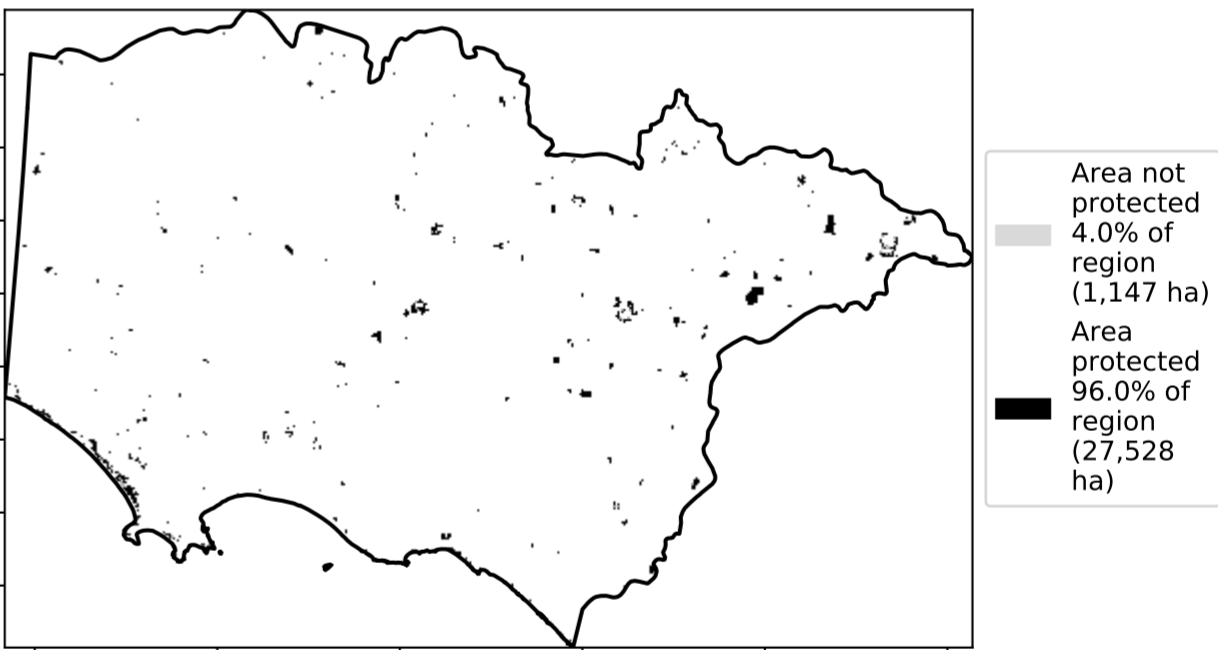 Area not
protected
4.0% of
region
(1,147 ha)
Area
protected
96.0% of
region
(27,528
ha)